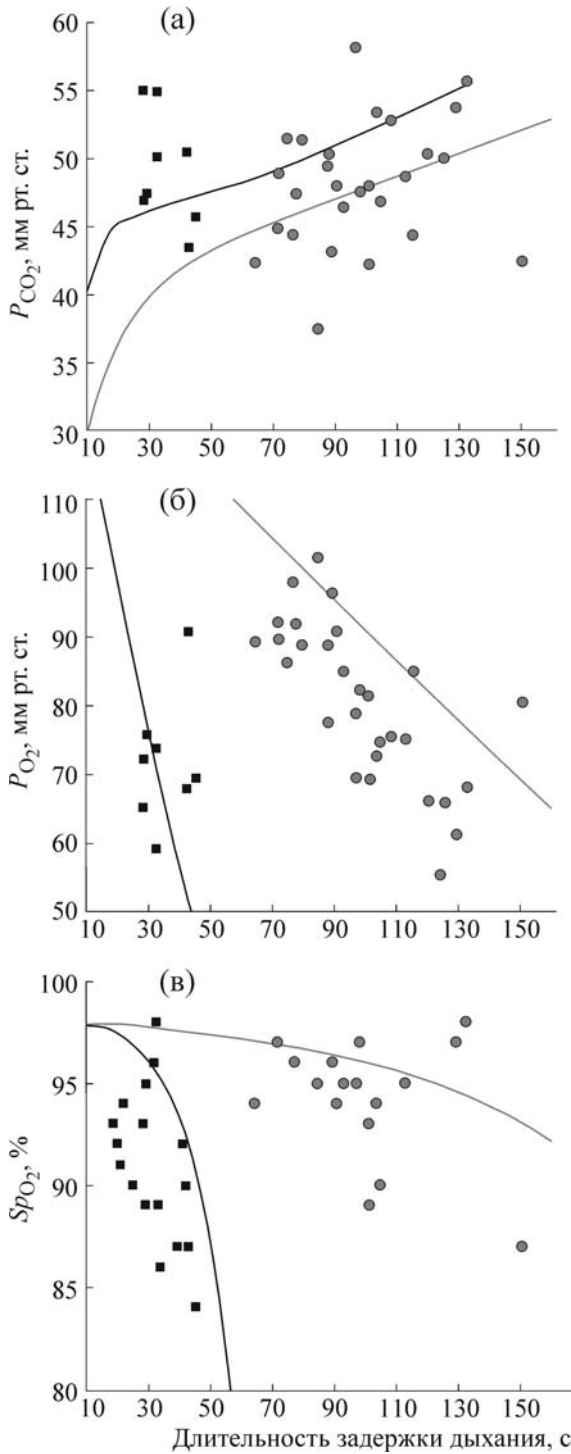 (а)
60
55
50
45
40
35
30
P_CO₂, мм рт. ст.
10 30 50 70 90 110 130 150
(б)
110
100
90
80
70
60
50
P_O₂, мм рт. ст.
10 30 50 70 90 110 130 150
(в)
100
95
90
85
80
Sp_O₂, %
10 30 50 70 90 110 130 150
Длительность задержки дыхания, с